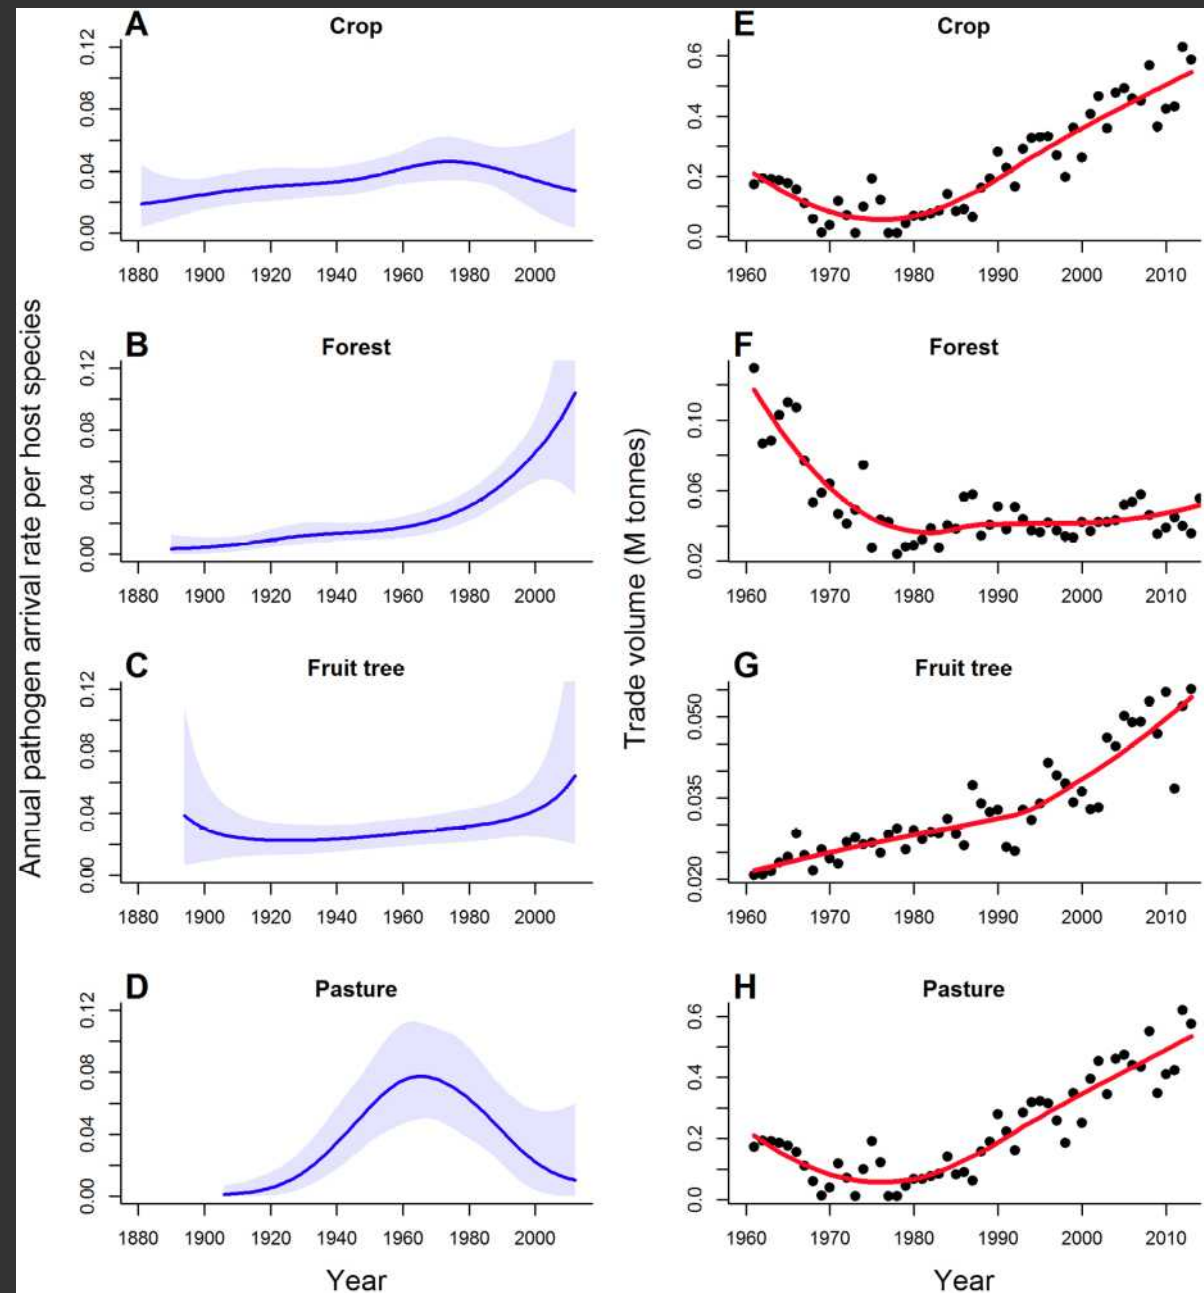 A
Crop
0.12
0.08
0.04
0.00
1880 1900 1920 1940 1960 1980 2000
B
Forest
0.12
0.08
0.04
0.00
1880 1900 1920 1940 1960 1980 2000
C
Fruit tree
0.12
0.08
0.04
0.00
1880 1900 1920 1940 1960 1980 2000
D
Pasture
0.12
0.08
0.04
0.00
1880 1900 1920 1940 1960 1980 2000
Year
Annual pathogen arrival rate per host species
E
Crop
0.6
0.4
0.2
0.0
1960 1970 1980 1990 2000 2010
F
Forest
0.10
0.06
0.02
1960 1970 1980 1990 2000 2010
G
Fruit tree
0.050
0.035
0.020
1960 1970 1980 1990 2000 2010
H
Pasture
0.6
0.4
0.2
0.0
1960 1970 1980 1990 2000 2010
Year
Trade volume (M tonnes)